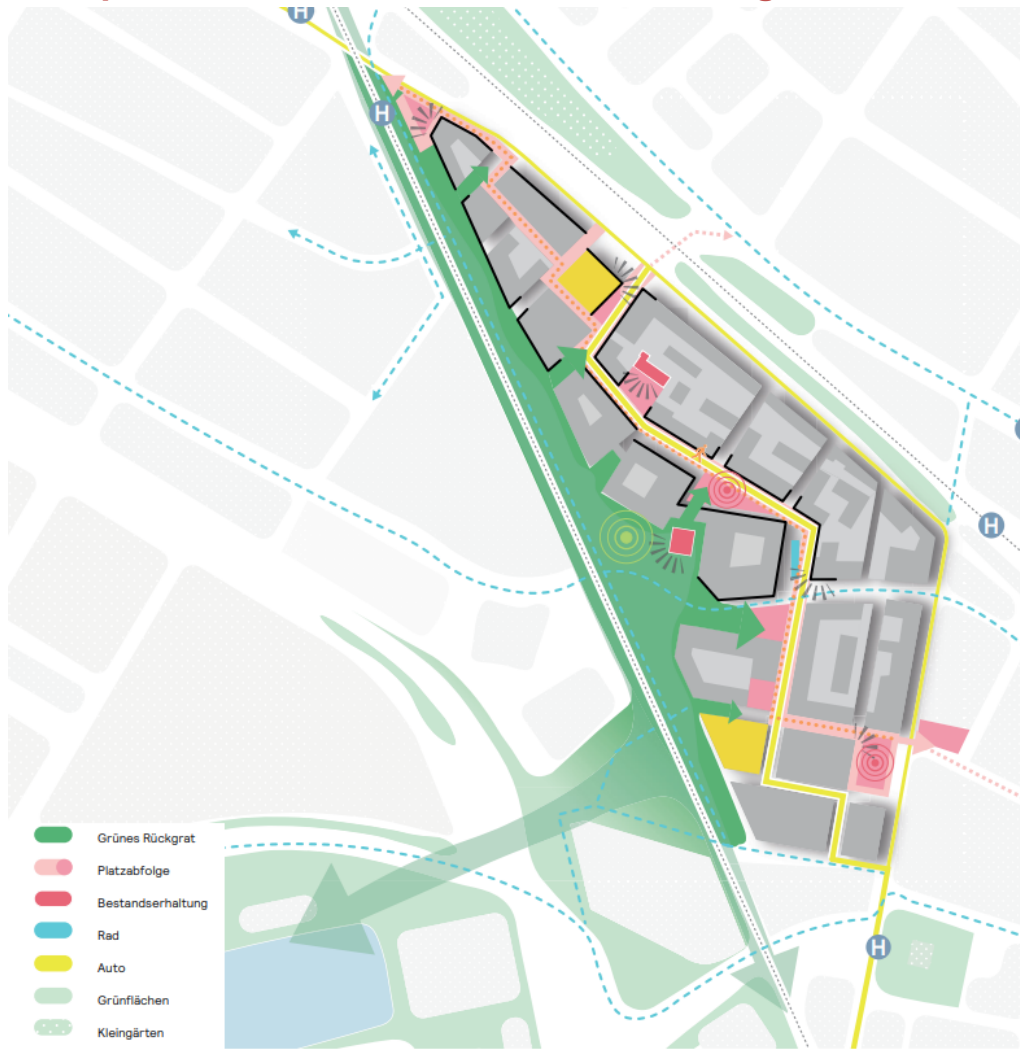 H
H
H
H
Grünes Rückgrat
Platzabfolge
Bestandserhaltung
Rad
Auto
Grünflächen
Kleingärten